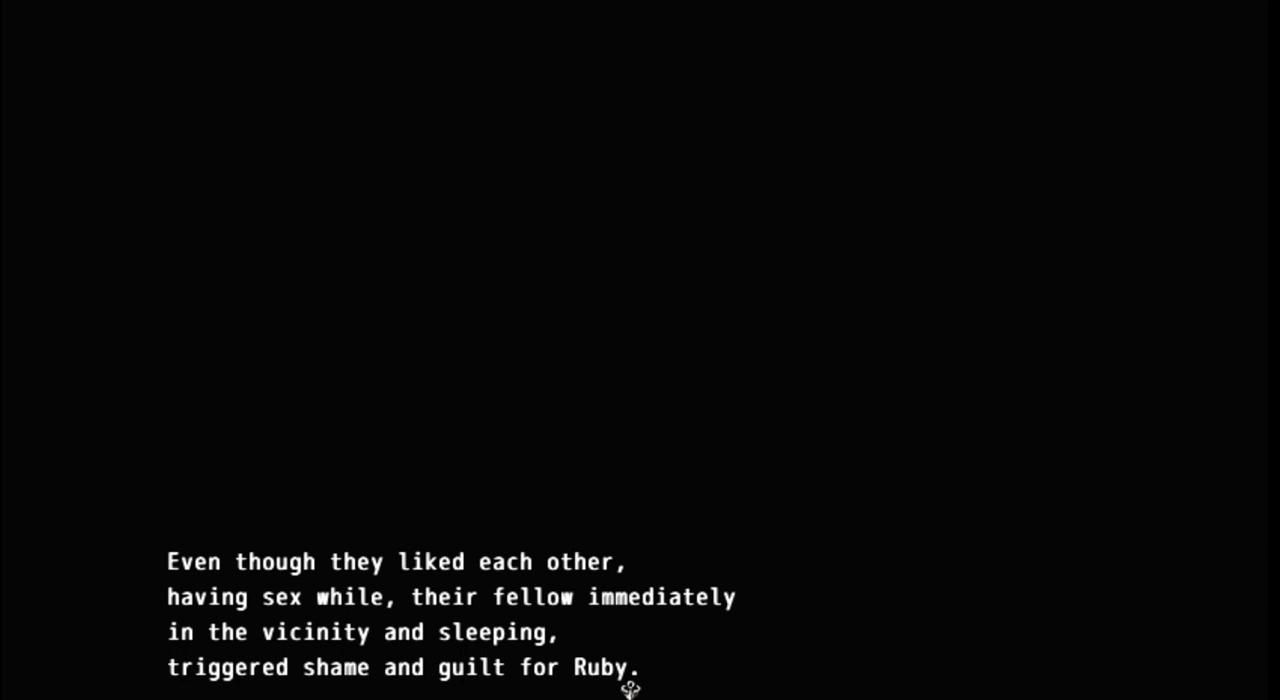 Even though they liked each other,
having sex while, their fellow immediately
in the vicinity and sleeping,
triggered shame and guilt for Ruby.